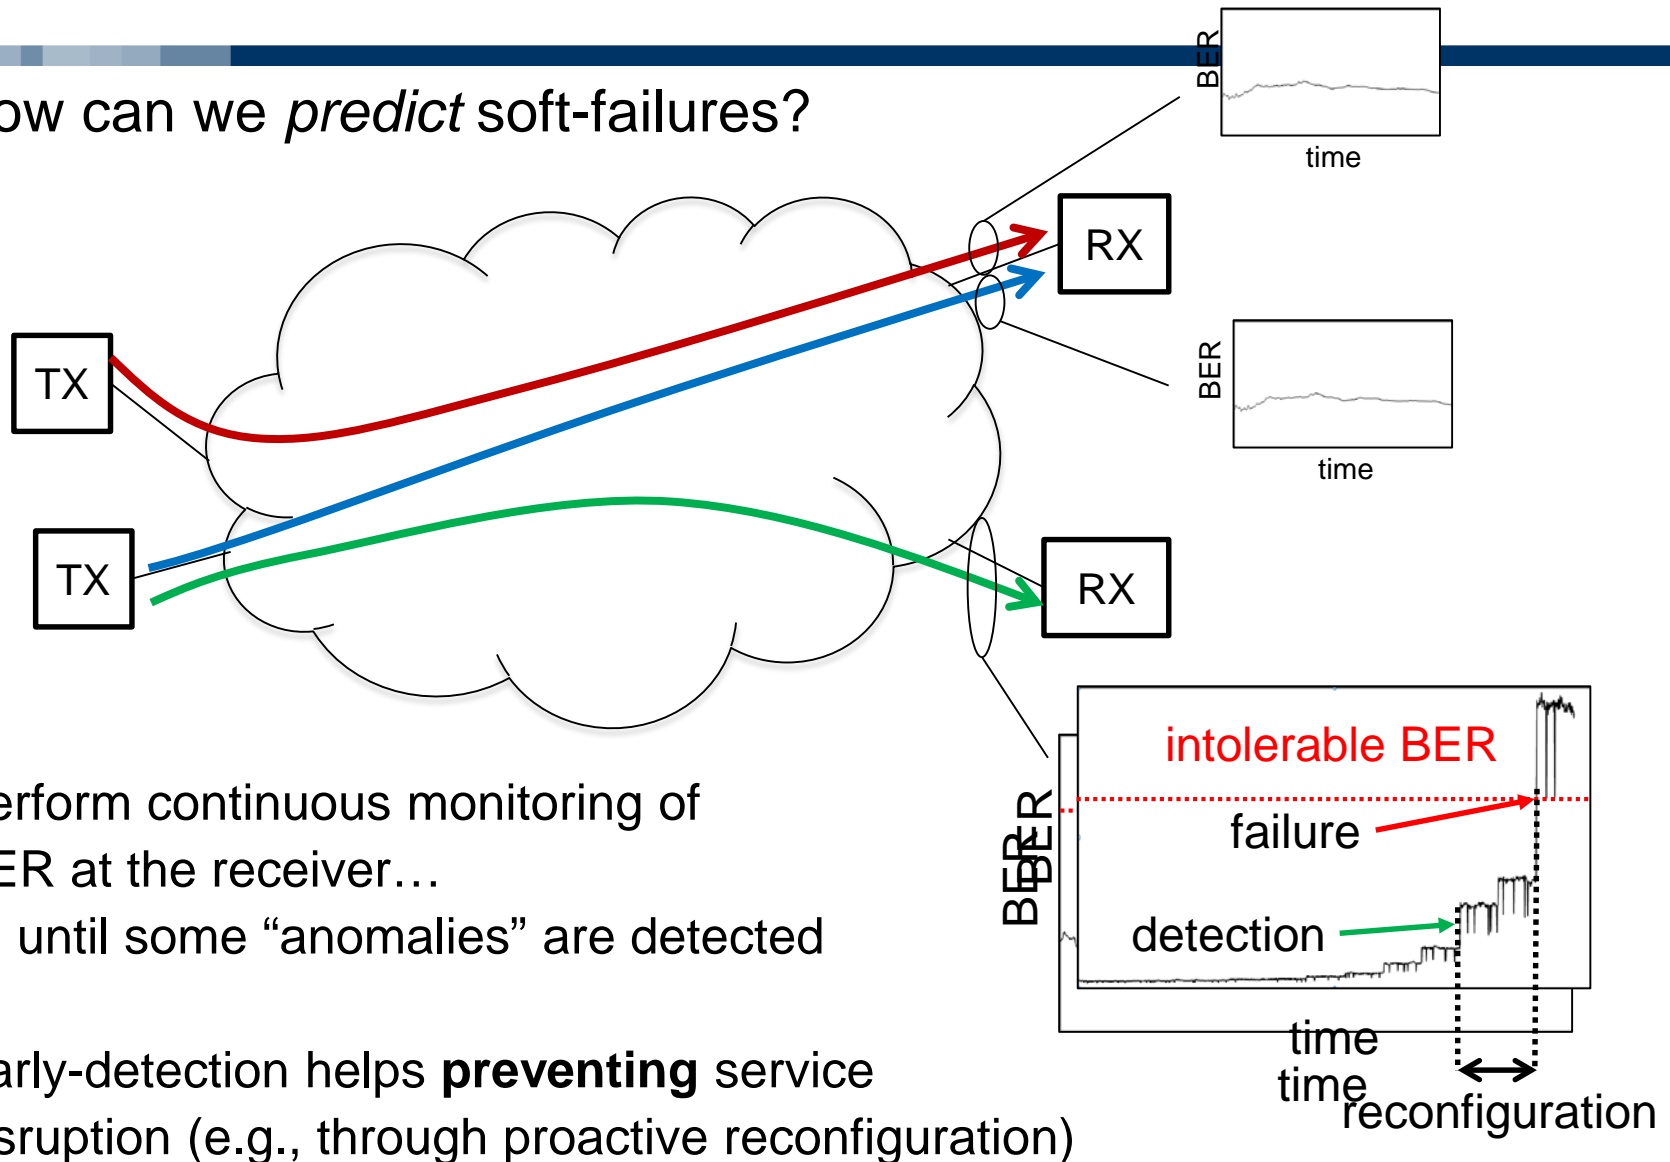 ow can we predict soft-failures?
BER
time
RX
TX
BER
time
TX
RX
intolerable BER
erform continuous monitoring of
failure
BER
BER
ER at the receiver…
until some “anomalies” are detected
detection
time
time
arly-detection helps preventing service
reconfiguration
sruption (e.g., through proactive reconfiguration)